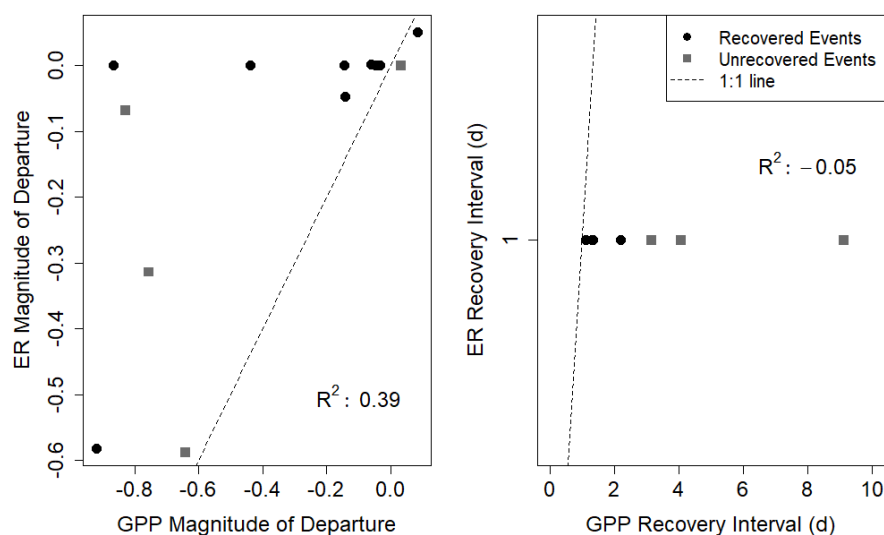 0.0
-0.1
-0.2
-0.3
-0.4
-0.5
-0.6
ER Magnitude of Departure
R²: 0.39
-0.8 -0.6 -0.4 -0.2 0.0
GPP Magnitude of Departure
Recovered Events
Unrecovered Events
1:1 line
R²: −0.05
1
ER Recovery Interval (d)
0 2 4 6 8 10
GPP Recovery Interval (d)